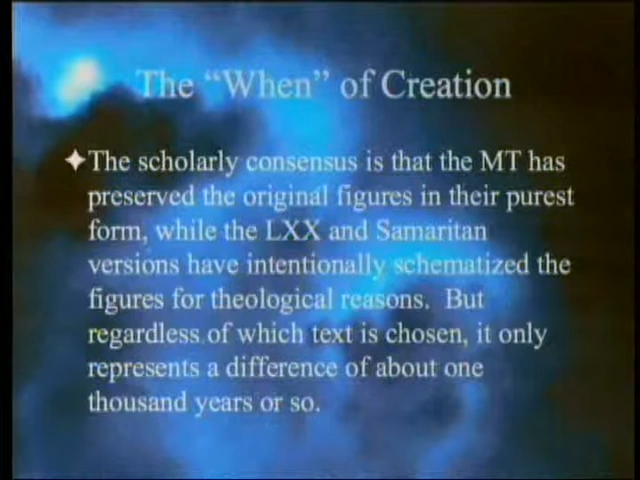 The “When” of Creation
The scholarly consensus is that the MT has
preserved the original figures in their purest
form, while the LXX and Samaritan
versions have intentionally schematized the
figures for theological reasons. But
regardless of which text is chosen, it only
represents a difference of about one
thousand years or so.